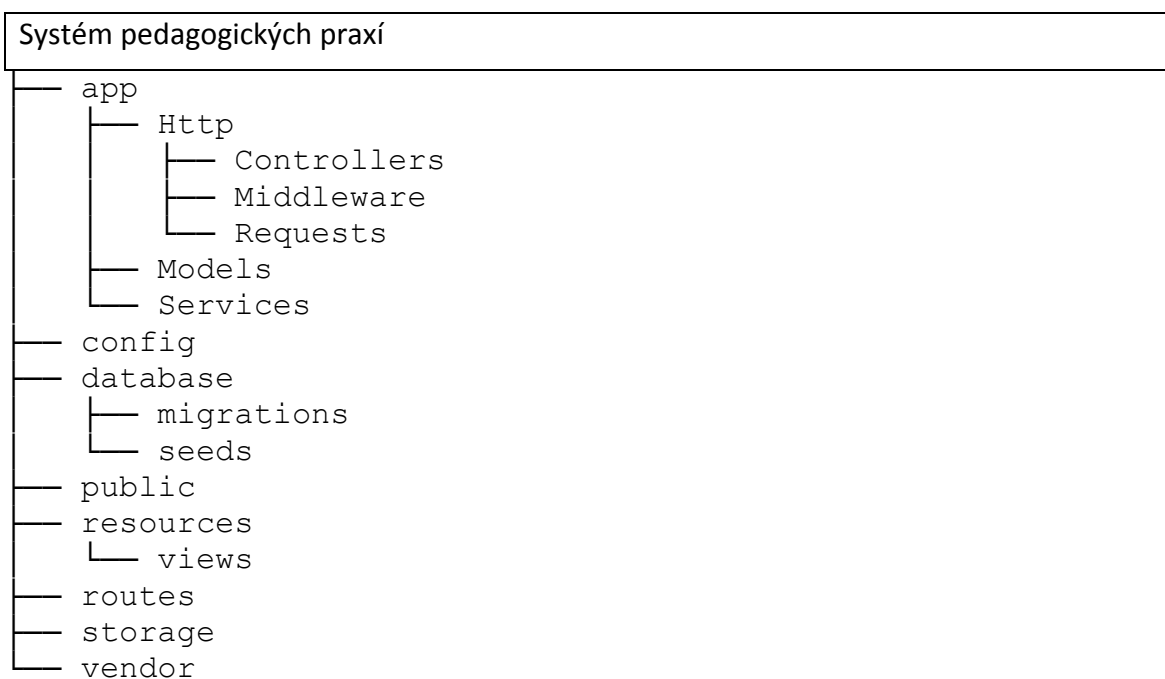 Systém pedagogických praxí
├── app
│   ├── Http
│   │   ├── Controllers
│   │   ├── Middleware
│   │   └── Requests
│   ├── Models
│   └── Services
├── config
├── database
│   ├── migrations
│   └── seeds
├── public
├── resources
│   └── views
├── routes
├── storage
└── vendor